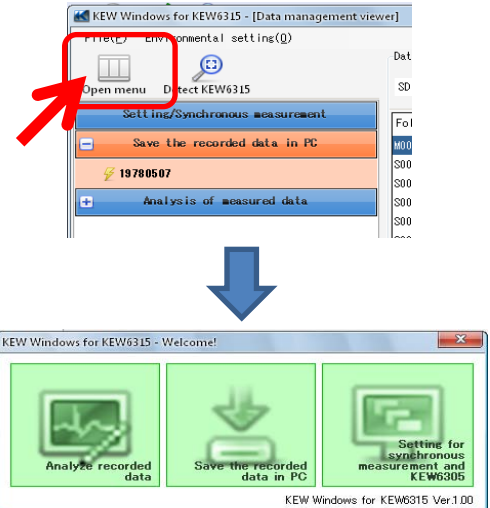 KEW Windows for KEW6315 - [Data management viewer]
File(F) Environmental setting(O)
Open menu Detect KEW6315
Dat
SD
Setting/Synchronous measurement
Save the recorded data in PC
19780507
Analysis of measured data
Fol
M00
S00
S00
S00
S00
KEW Windows for KEW6315 - Welcome!
Analyze recorded
data
Save the recorded
data in PC
Setting for
synchronous
measurement and
KEW6305
KEW Windows for KEW6315 Ver.1.00